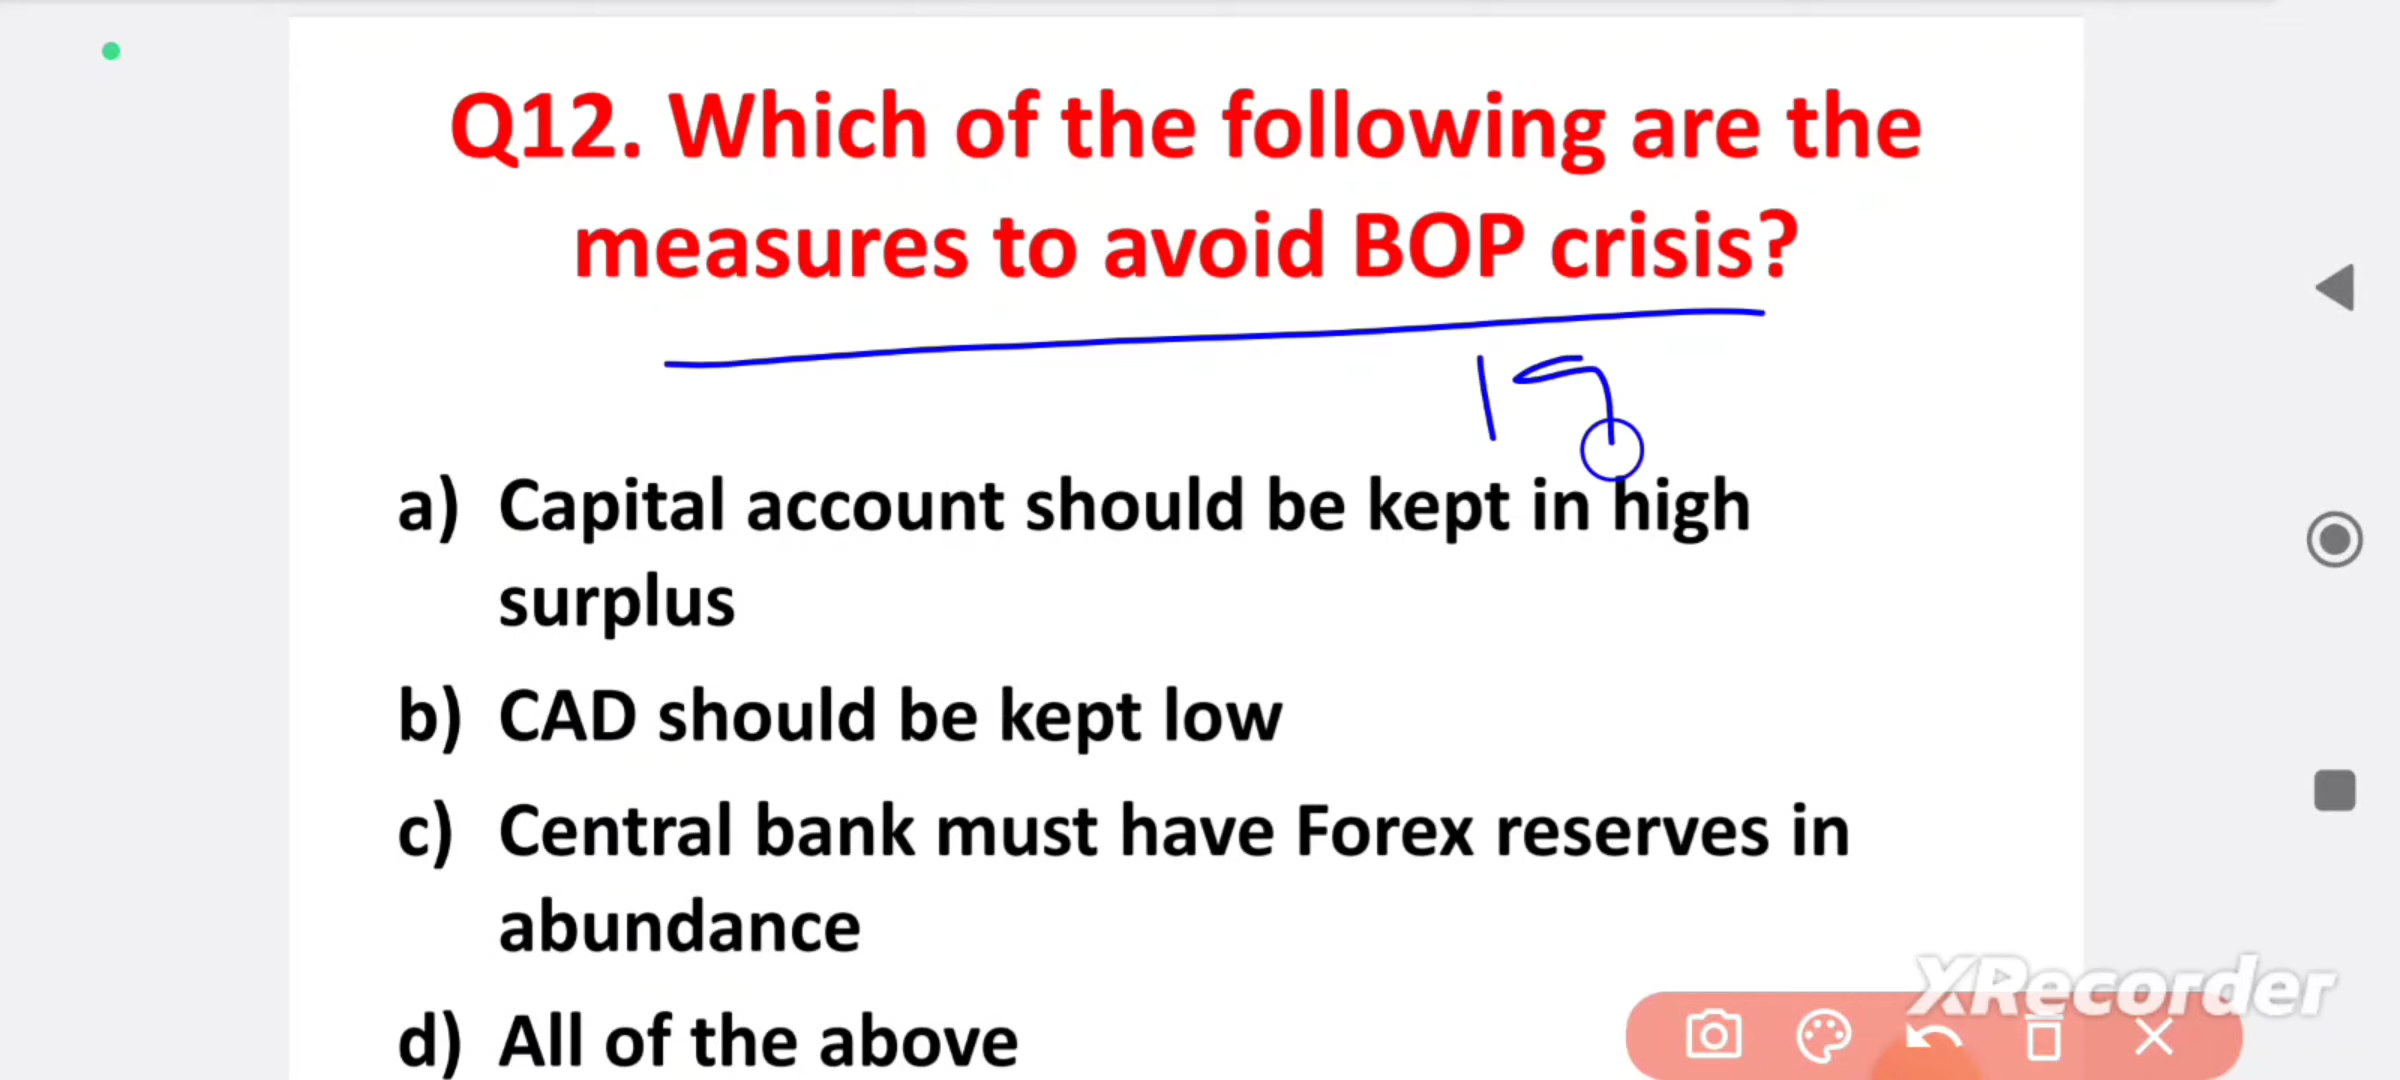 Q12. Which of the following are the
measures to avoid BOP crisis?
a) Capital account should be kept in high
surplus
b) CAD should be kept low
c) Central bank must have Forex reserves in
abundance
d) All of the above
XRecorder